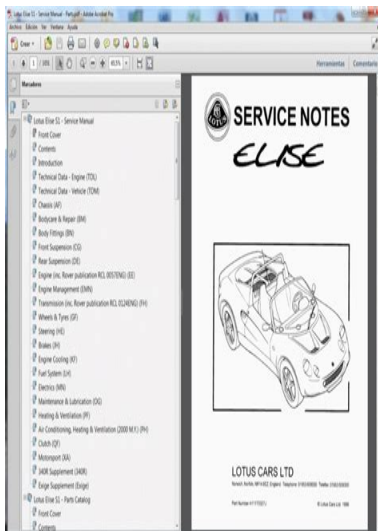 Lotus Elise S1 - Service Manual - Parts.pdf - Adobe Acrobat Pro
Archivo Edición Ver Ventana Ayuda
Crear
1
Herramientas
Comentario
Marcadores
Lotus Elise S1 - Service Manual
Front Cover
Contents
Introduction
Technical Data - Engine (TDL)
Technical Data - Vehicle (TDM)
Chassis (AF)
Bodycare & Repair (BM)
Body Fittings (BN)
Front Suspension (CG)
Rear Suspension (DE)
Engine (inc. Rover publication RCL 0057ENG) (EE)
Engine Management (EMN)
Transmission (inc. Rover publication RCL 0124ENG) (FH)
Wheels & Tyres (GF)
Steering (HE)
Brakes (JH)
Engine Cooling (KF)
Fuel System (LH)
Electrics (MN)
Maintenance & Lubrication (OG)
Heating & Ventilation (PF)
Air Conditioning, Heating & Ventilation (2000 M.Y.) (PH)
Clutch (QF)
Motorsport (XA)
340R Supplement (340R)
Exige Supplement (Exige)
Lotus Elise S1 - Parts Catalog
Front Cover
Contents
LOTUS
SERVICE NOTES
ELISE
LOTUS CARS LTD